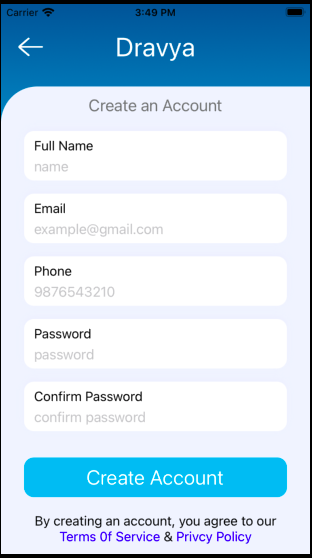 Carrier 3:49 PM
Dravya
Create an Account
Full Name
name
Email
example@gmail.com
Phone
9876543210
Password
password
Confirm Password
confirm password
Create Account
By creating an account, you agree to our
Terms 0f Service & Privcy Policy